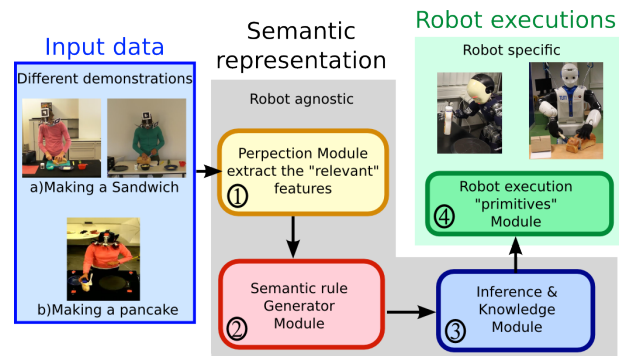 Input data
Different demonstrations
a)Making a Sandwich
b)Making a pancake
Semantic
representation
Robot agnostic
Perpection Module
extract the "relevant"
features
1
Semantic rule
Generator
Module
2
Inference &
Knowledge
Module
3
Robot executions
Robot specific
Robot execution
"primitives"
Module
4